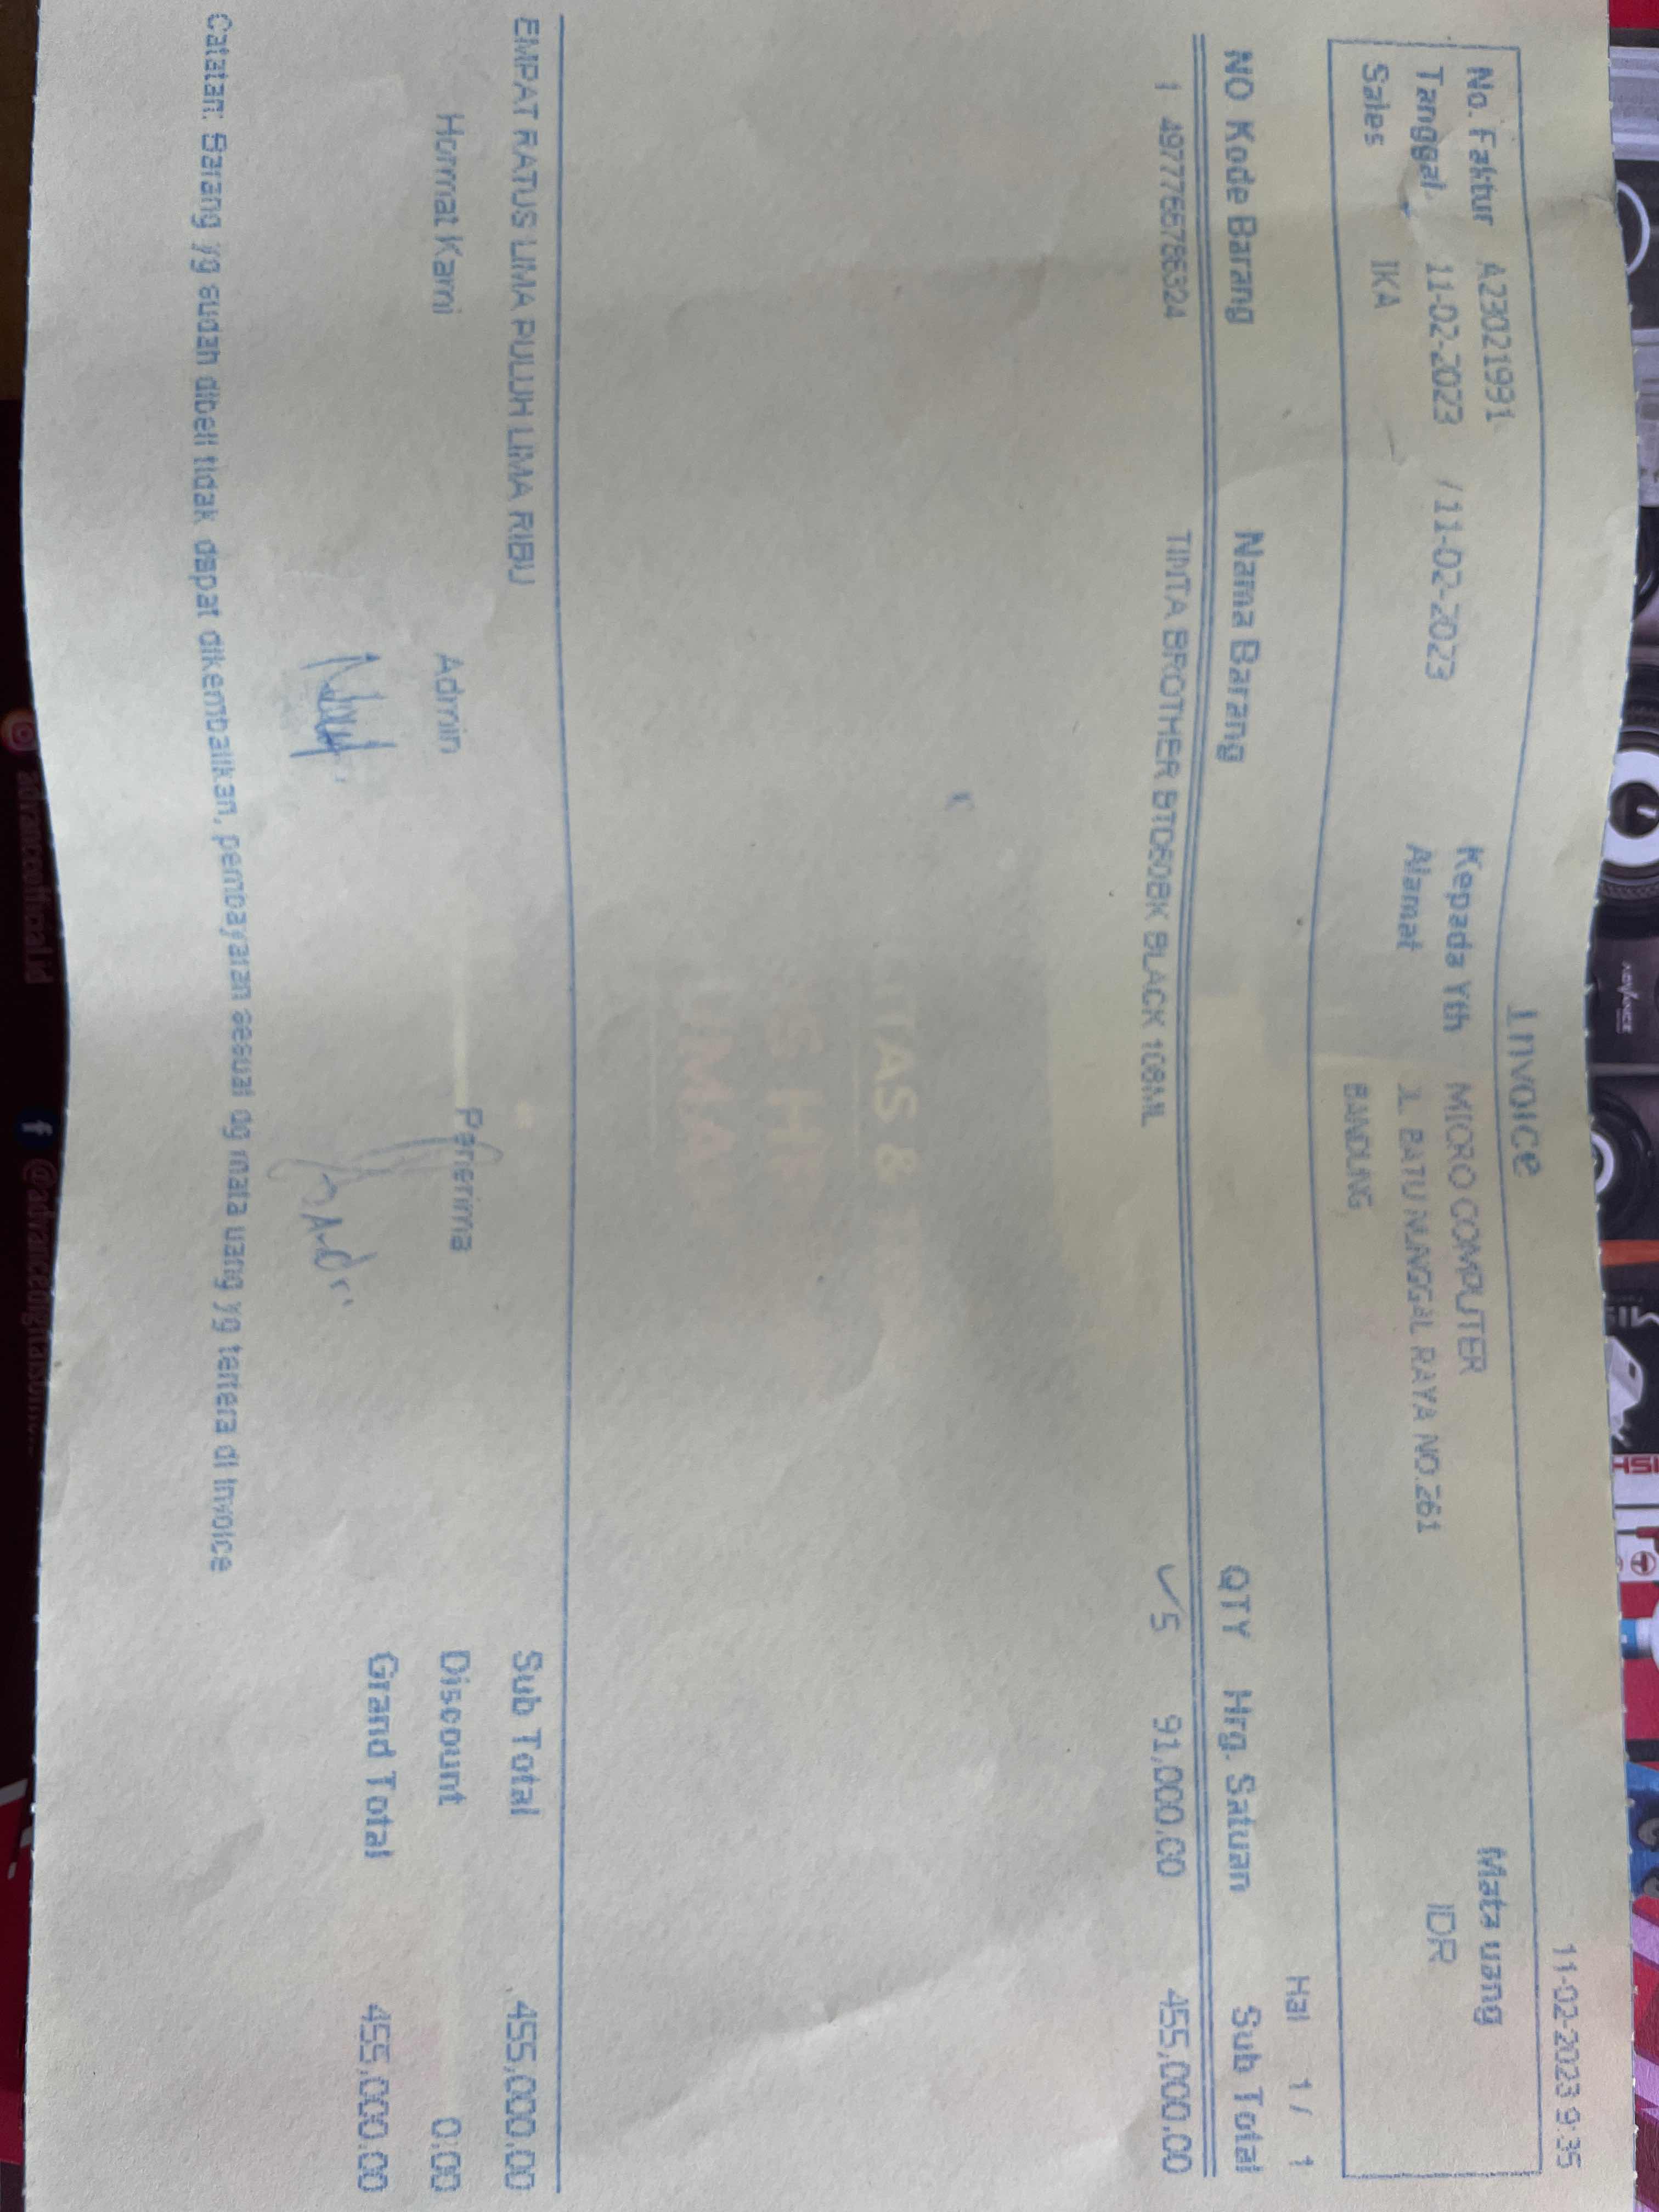 11-02-2023 9:35
Invoice
No. Faktur A23021991 Kepada Yth MICRO COMPUTER Mata uang
Tanggal 11-02-2023 / 11-02-2023 Alamat JL. BATU NUNGGAL RAYA NO.261 IDR
Sales IKA BANDUNG
Hal 1 / 1
NO Kode Barang Nama Barang QTY Hrg. Satuan Sub Total
1 4977766786324 TINTA BROTHER BTD60BK BLACK 108ML 5 91,000.00 455,000.00
EMPAT RATUS LIMA PULUH LIMA RIBU Sub Total 455,000.00
Hormat Kami Admin Penerima Discount 0.00
Grand Total 455,000.00
Catatan: Barang yg sudah dibeli tidak dapat dikembalikan, pembayaran sesuai dg mata uang yg tertera di invoice
ADVANCE
advanceofficial.id